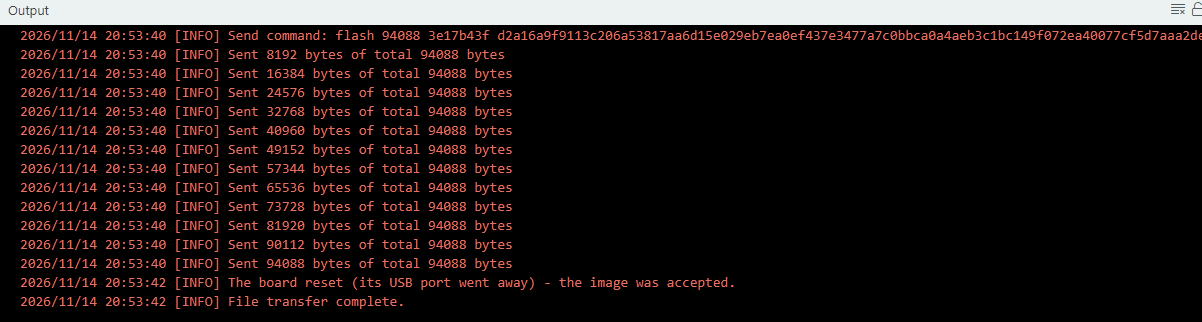 Output
2026/11/14 20:53:40 [INFO] Send command: flash 94088 3e17b43f d2a16a9f9113c206a53817aa6d15e029eb7ea0ef437e3477a7c0bbca0a4aeb3c1bc149f072ea40077cf5d7aaa2de
2026/11/14 20:53:40 [INFO] Sent 8192 bytes of total 94088 bytes
2026/11/14 20:53:40 [INFO] Sent 16384 bytes of total 94088 bytes
2026/11/14 20:53:40 [INFO] Sent 24576 bytes of total 94088 bytes
2026/11/14 20:53:40 [INFO] Sent 32768 bytes of total 94088 bytes
2026/11/14 20:53:40 [INFO] Sent 40960 bytes of total 94088 bytes
2026/11/14 20:53:40 [INFO] Sent 49152 bytes of total 94088 bytes
2026/11/14 20:53:40 [INFO] Sent 57344 bytes of total 94088 bytes
2026/11/14 20:53:40 [INFO] Sent 65536 bytes of total 94088 bytes
2026/11/14 20:53:40 [INFO] Sent 73728 bytes of total 94088 bytes
2026/11/14 20:53:40 [INFO] Sent 81920 bytes of total 94088 bytes
2026/11/14 20:53:40 [INFO] Sent 90112 bytes of total 94088 bytes
2026/11/14 20:53:40 [INFO] Sent 94088 bytes of total 94088 bytes
2026/11/14 20:53:42 [INFO] The board reset (its USB port went away) - the image was accepted.
2026/11/14 20:53:42 [INFO] File transfer complete.